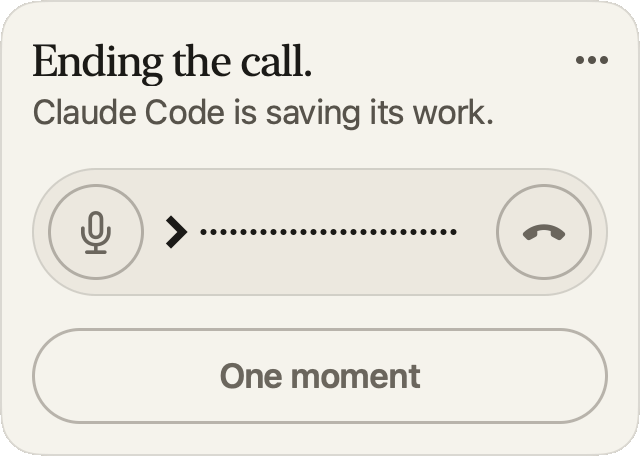 Ending the call.
Claude Code is saving its work.
One moment